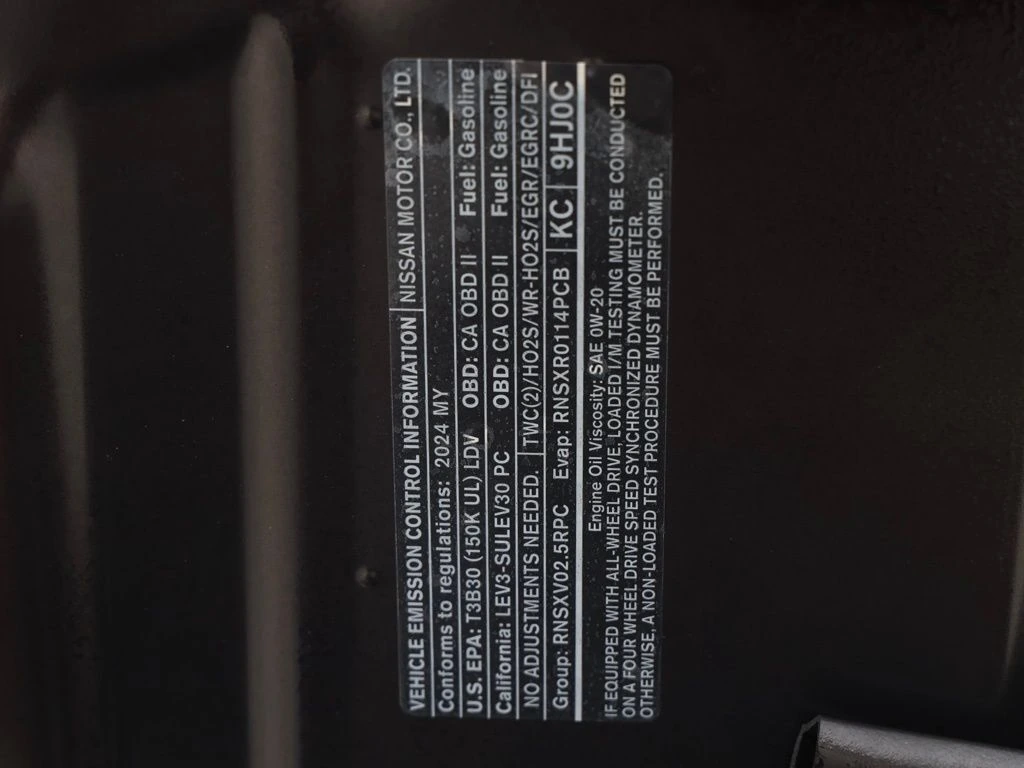 VEHICLE EMISSION CONTROL INFORMATION NISSAN MOTOR CO., LTD.
Conforms to regulations: 2024 MY
U.S. EPA: T3B30 (150K UL) LDV OBD: CA OBD II Fuel: Gasoline
California: LEV3-SULEV30 PC OBD: CA OBD II Fuel: Gasoline
NO ADJUSTMENTS NEEDED. TWC(2)/HO2S/WR-HO2S/EGR/EGRC/DFI
Group: RNSXV02.5RPC Evap: RNSXR0114PCB KC 9HJ0C
Engine Oil Viscosity: SAE 0W-20
IF EQUIPPED WITH ALL-WHEEL DRIVE, LOADED I/M TESTING MUST BE CONDUCTED
ON A FOUR WHEEL DRIVE SPEED SYNCHRONIZED DYNAMOMETER.
OTHERWISE, A NON-LOADED TEST PROCEDURE MUST BE PERFORMED.